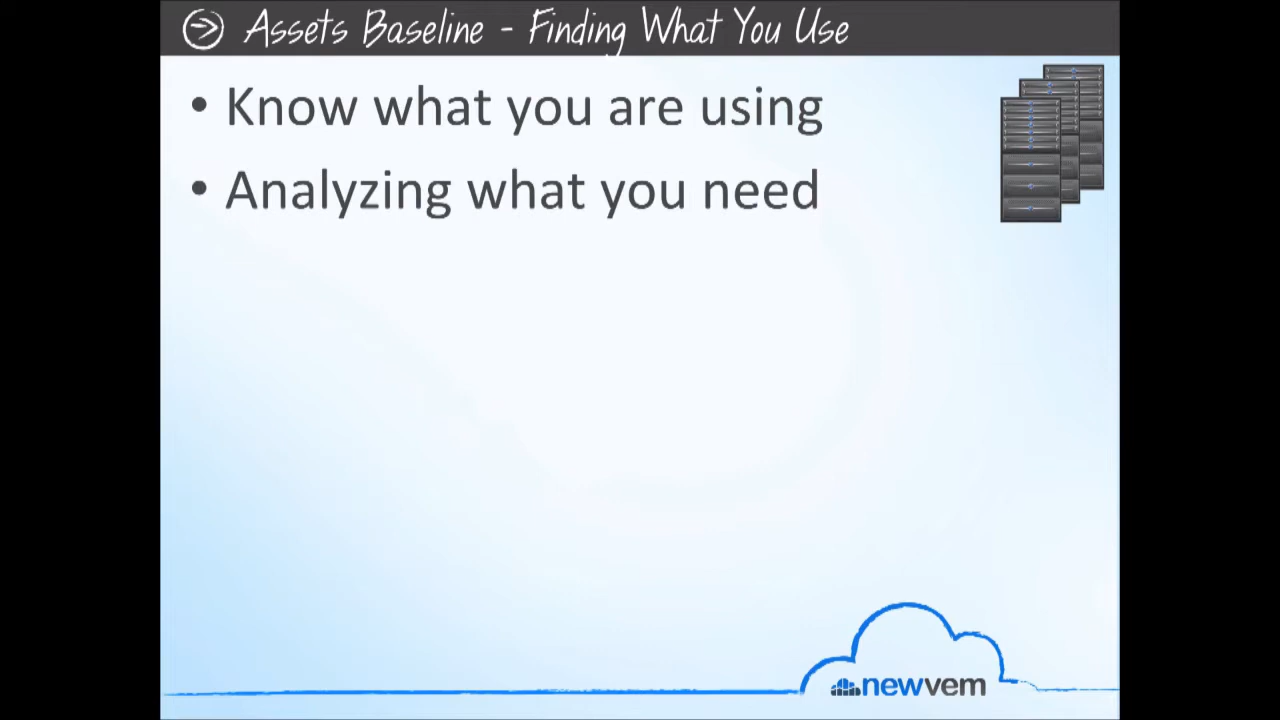 Assets Baseline - Finding What You Use
• Know what you are using
• Analyzing what you need
newvem